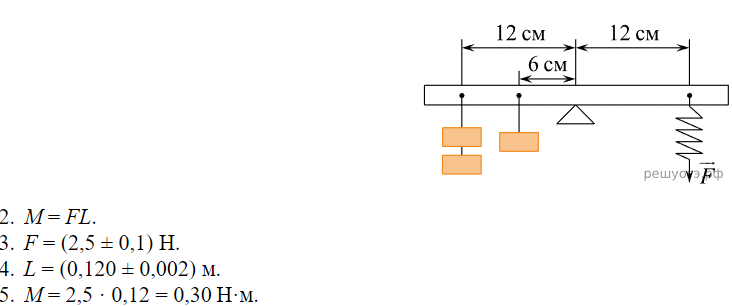 12 см 12 см
6 см
решуогэ.рф
F
2. M = FL.
3. F = (2,5 ± 0,1) Н.
4. L = (0,120 ± 0,002) м.
5. M = 2,5 · 0,12 = 0,30 Н·м.